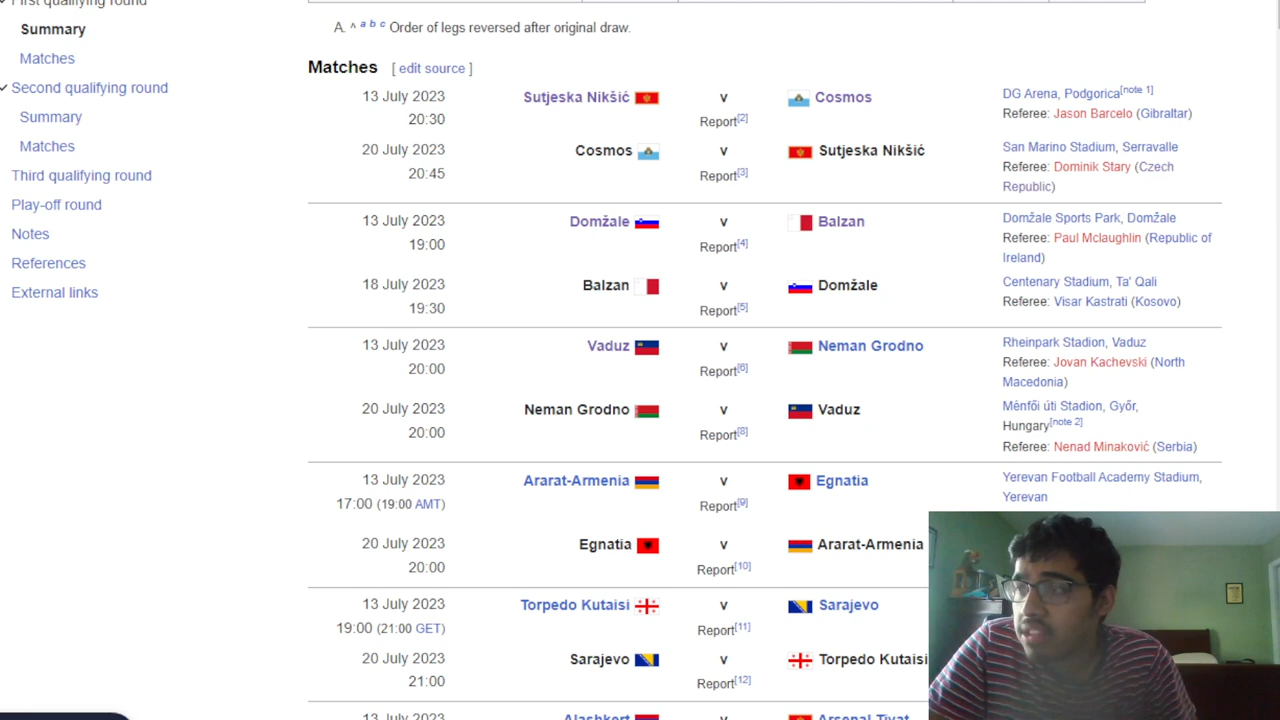 First qualifying round
Summary
Matches
Second qualifying round
Summary
Matches
Third qualifying round
Play-off round
Notes
References
External links
A. ^ a b c Order of legs reversed after original draw.
Matches [ edit source ]
13 July 2023 Sutjeska Nikšić v Cosmos DG Arena, Podgorica[note 1]
20:30 Report[2] Referee: Jason Barcelo (Gibraltar)
20 July 2023 Cosmos v Sutjeska Nikšić San Marino Stadium, Serravalle
20:45 Report[3] Referee: Dominik Stary (Czech
Republic)
13 July 2023 Domžale v Balzan Domžale Sports Park, Domžale
19:00 Report[4] Referee: Paul Mclaughlin (Republic of
Ireland)
18 July 2023 Balzan v Domžale Centenary Stadium, Ta' Qali
19:30 Report[5] Referee: Visar Kastrati (Kosovo)
13 July 2023 Vaduz v Neman Grodno Rheinpark Stadion, Vaduz
20:00 Report[6] Referee: Jovan Kachevski (North
Macedonia)
20 July 2023 Neman Grodno v Vaduz Ménfői úti Stadion, Győr,
20:00 Report[8] Hungary[note 2]
Referee: Nenad Minaković (Serbia)
13 July 2023 Ararat-Armenia v Egnatia Yerevan Football Academy Stadium,
17:00 (19:00 AMT) Report[9] Yerevan
20 July 2023 Egnatia v Ararat-Armenia
20:00 Report[10]
13 July 2023 Torpedo Kutaisi v Sarajevo
19:00 (21:00 GET) Report[11]
20 July 2023 Sarajevo v Torpedo Kutaisi
21:00 Report[12]
13 July 2023 Alashkert v Arsenal Tivat